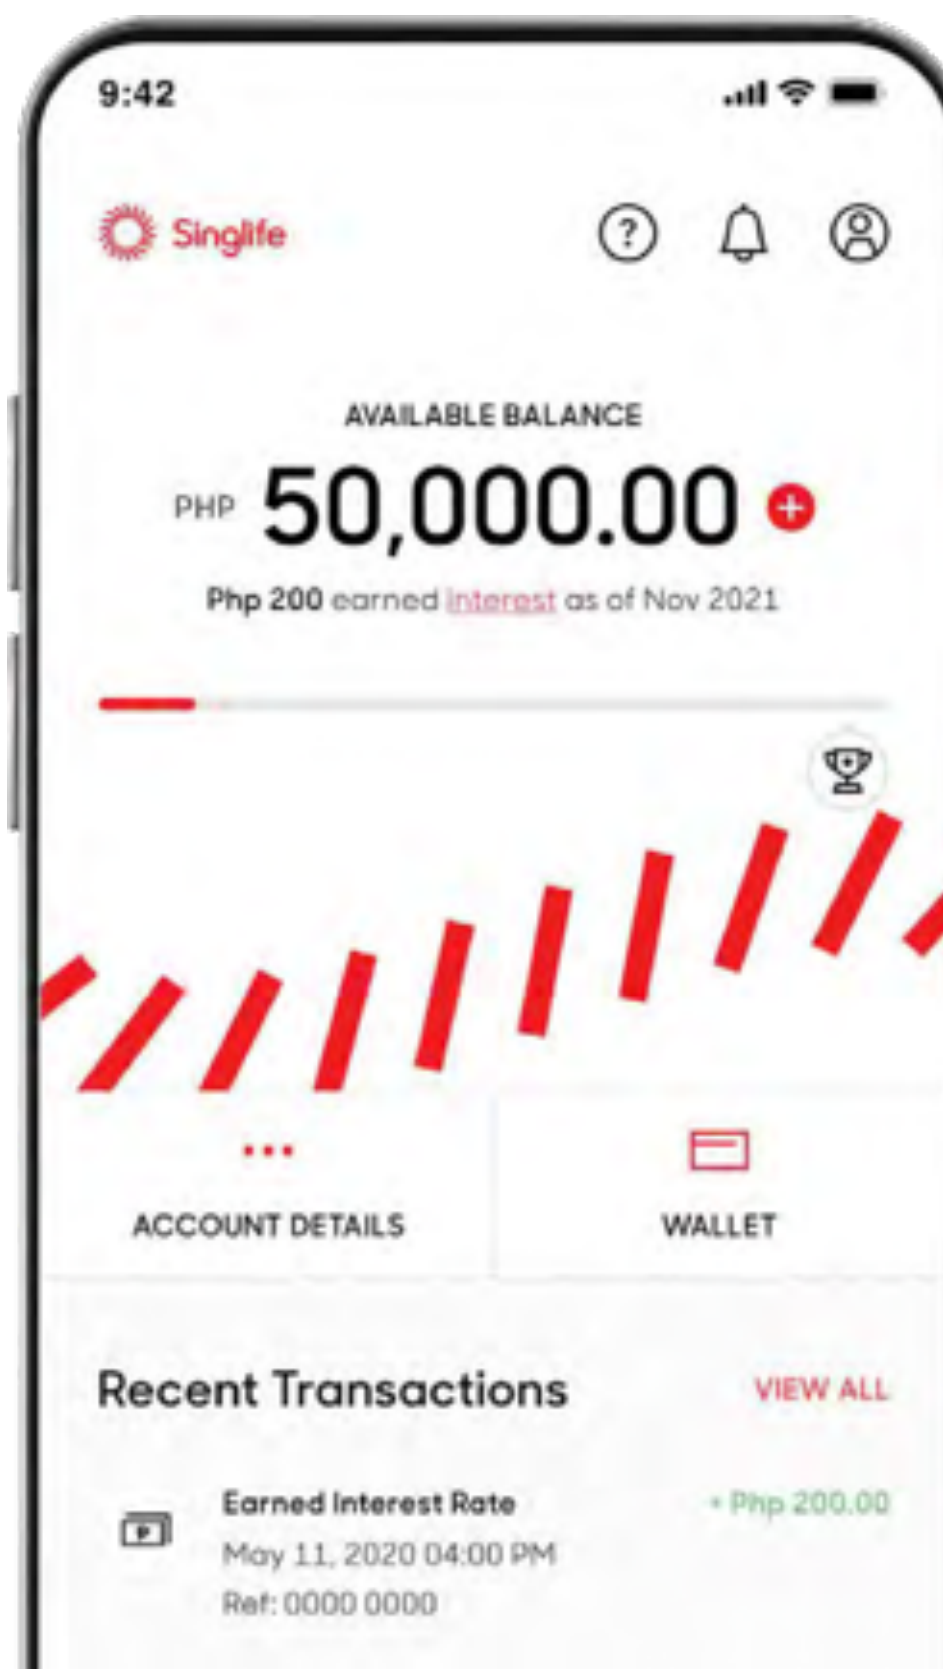 9:42
Singlife
?
AVAILABLE BALANCE
PHP 50,000.00 +
Php 200 earned interest as of Nov 2021
ACCOUNT DETAILS
WALLET
Recent Transactions
VIEW ALL
Earned Interest Rate
+ Php 200.00
May 11, 2020 04:00 PM
Ref: 0000 0000